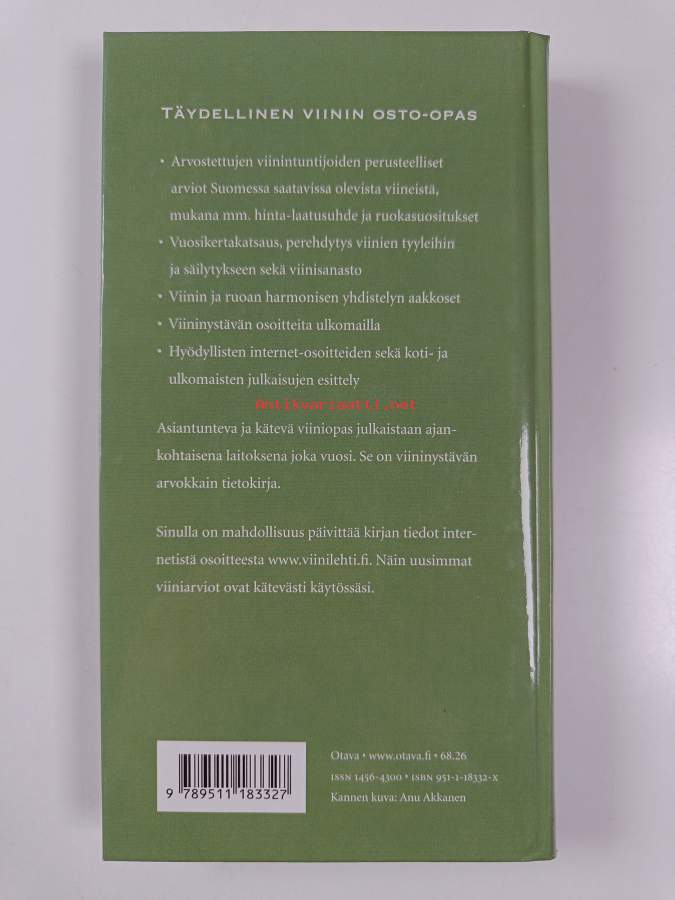 TÄYDELLINEN VIININ OSTO-OPAS
• Arvostettujen viinintuntijoiden perusteelliset
arviot Suomessa saatavissa olevista viineistä,
mukana mm. hinta-laatusuhde ja ruokasuositukset
• Vuosikertakatsaus, perehdytys viinien tyyleihin
ja säilytykseen sekä viinisanasto
• Viinin ja ruoan harmonisen yhdistelyn aakkoset
• Viininystävän osoitteita ulkomailla
• Hyödyllisten internet-osoitteiden sekä koti- ja
ulkomaisten julkaisujen esittely
Antikvariaatti.net
Asiantunteva ja kätevä viiniopas julkaistaan ajan-
kohtaisena laitoksena joka vuosi. Se on viininystävän
arvokkain tietokirja.
Sinulla on mahdollisuus päivittää kirjan tiedot inter-
netistä osoitteesta www.viinilehti.fi. Näin uusimmat
viiniarviot ovat kätevästi käytössäsi.
Otava • www.otava.fi • 68.26
ISSN 1456-4300 • ISBN 951-1-18332-X
Kannen kuva: Anu Akkanen
9 789511 183327